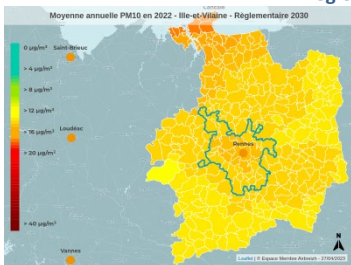 Cancale
Moyenne annuelle PM10 en 2022 - Ille-et-Vilaine - Règlementaire 2030
0 µg/m³
Saint-Brieuc
> 4 µg/m³
> 8 µg/m³
> 12 µg/m³
Loudéac
> 16 µg/m³
Rennes
> 20 µg/m³
> 40 µg/m³
Vannes
N
Leaflet | © Espace Membre Airbreizh - 27/04/2023